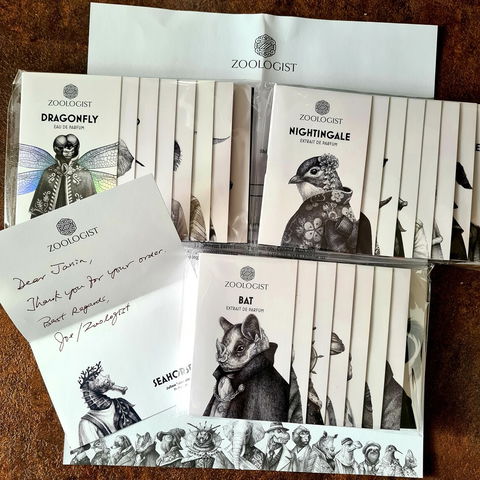 ZOOLOGIST
ZOOLOGIST
DRAGONFLY
EAU DE PARFUM
ZOOLOGIST
NIGHTINGALE
EXTRAIT DE PARFUM
ZOOLOGIST
Dear Jania,
Thank you for your order.
Best Regards,
Joe/Zoologist
ZOOLOGIST
BAT
EXTRAIT DE PARFUM